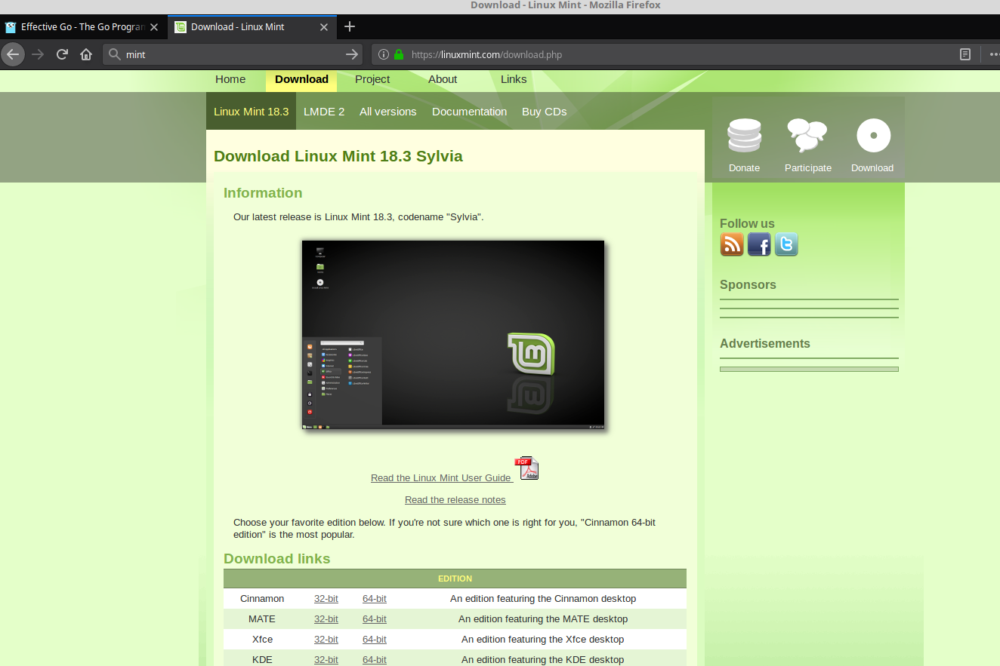 Download - Linux Mint - Mozilla Firefox
Effective Go - The Go Program
Download - Linux Mint
mint
https://linuxmint.com/download.php
Home Download Project About Links
Linux Mint 18.3 LMDE 2 All versions Documentation Buy CDs
Donate Participate Download
Download Linux Mint 18.3 Sylvia
Information
Our latest release is Linux Mint 18.3, codename "Sylvia".
Follow us
Sponsors
Advertisements
Read the Linux Mint User Guide
PDF
Adobe
Read the release notes
Choose your favorite edition below. If you're not sure which one is right for you, "Cinnamon 64-bit
edition" is the most popular.
Download links
EDITION
Cinnamon 32-bit 64-bit An edition featuring the Cinnamon desktop
MATE 32-bit 64-bit An edition featuring the MATE desktop
Xfce 32-bit 64-bit An edition featuring the Xfce desktop
KDE 32-bit 64-bit An edition featuring the KDE desktop